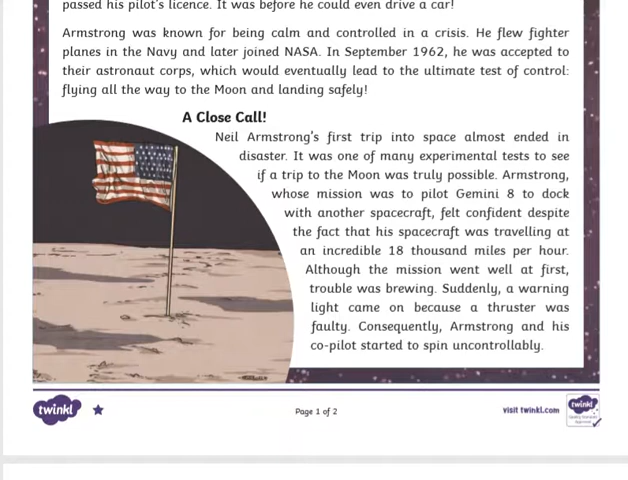 passed his pilot's licence. It was before he could even drive a car!
Armstrong was known for being calm and controlled in a crisis. He flew fighter
planes in the Navy and later joined NASA. In September 1962, he was accepted to
their astronaut corps, which would eventually lead to the ultimate test of control:
flying all the way to the Moon and landing safely!
A Close Call!
Neil Armstrong's first trip into space almost ended in
disaster. It was one of many experimental tests to see
if a trip to the Moon was truly possible. Armstrong,
whose mission was to pilot Gemini 8 to dock
with another spacecraft, felt confident despite
the fact that his spacecraft was travelling at
an incredible 18 thousand miles per hour.
Although the mission went well at first,
trouble was brewing. Suddenly, a warning
light came on because a thruster was
faulty. Consequently, Armstrong and his
co-pilot started to spin uncontrollably.
twinkl
Page 1 of 2
visit twinkl.com
twinkl